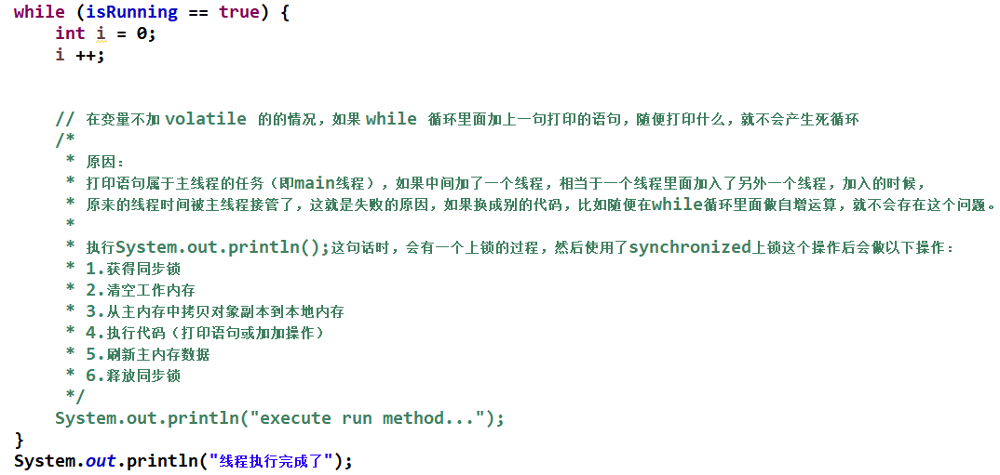 while (isRunning == true) {
    int i = 0;
    i ++;
    // 在变量不加 volatile 的的情况，如果 while 循环里面加上一句打印的语句，随便打印什么，就不会产生死循环
    /*
     * 原因：
     * 打印语句属于主线程的任务（即main线程），如果中间加了一个线程，相当于一个线程里面加入了另外一个线程，加入的时候，
     * 原来的线程时间被主线程接管了，这就是失败的原因，如果换成别的代码，比如随便在while循环里面做自增运算，就不会存在这个问题。
     *
     * 执行System.out.println();这句话时，会有一个上锁的过程，然后使用了synchronized上锁这个操作后会做以下操作：
     * 1.获得同步锁
     * 2.清空工作内存
     * 3.从主内存中拷贝对象副本到本地内存
     * 4.执行代码（打印语句或加加操作）
     * 5.刷新主内存数据
     * 6.释放同步锁
     */
    System.out.println("execute run method...");
}
System.out.println("线程执行完成了");